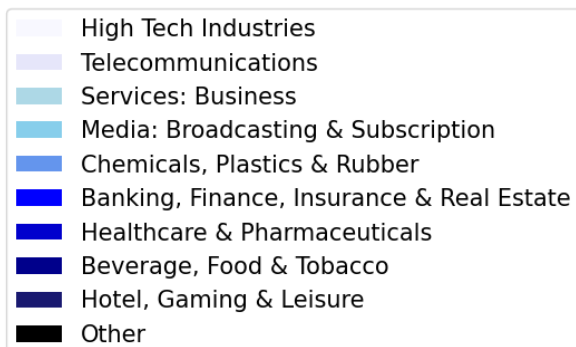 High Tech Industries
Telecommunications
Services: Business
Media: Broadcasting & Subscription
Chemicals, Plastics & Rubber
Banking, Finance, Insurance & Real Estate
Healthcare & Pharmaceuticals
Beverage, Food & Tobacco
Hotel, Gaming & Leisure
Other